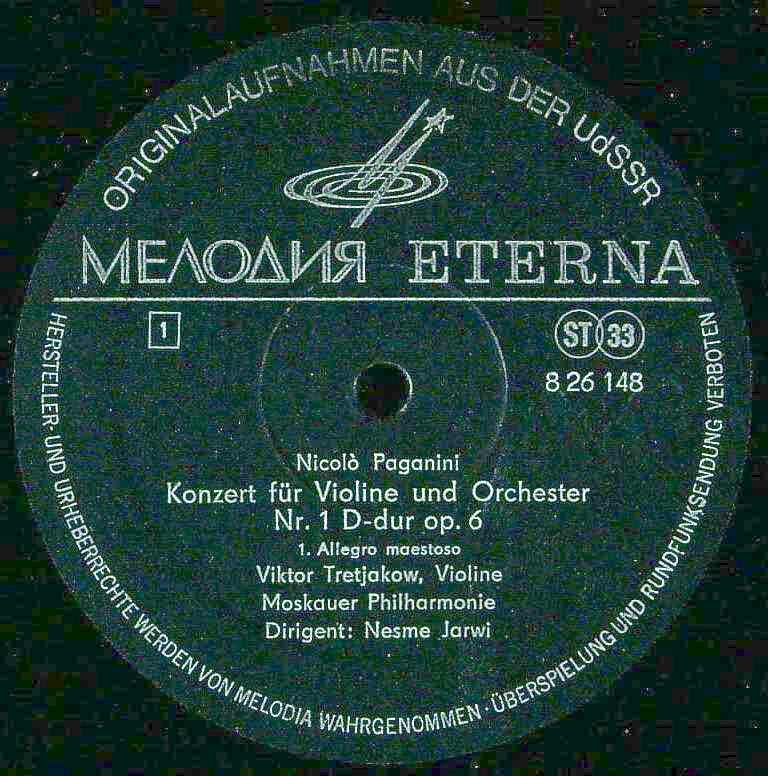 ORIGINALAUFNAHMEN AUS DER UdSSR
МЕЛОДИЯ ETERNA
1
ST 33
8 26 148
Nicolò Paganini
Konzert für Violine und Orchester
Nr. 1 D-dur op. 6
1. Allegro maestoso
Viktor Tretjakow, Violine
Moskauer Philharmonie
Dirigent: Nesme Jarwi
HERSTELLER- UND URHEBERRECHTE WERDEN VON MELODIA WAHRGENOMMEN · ÜBERSPIELUNG UND RUNDFUNKSENDUNG VERBOTEN